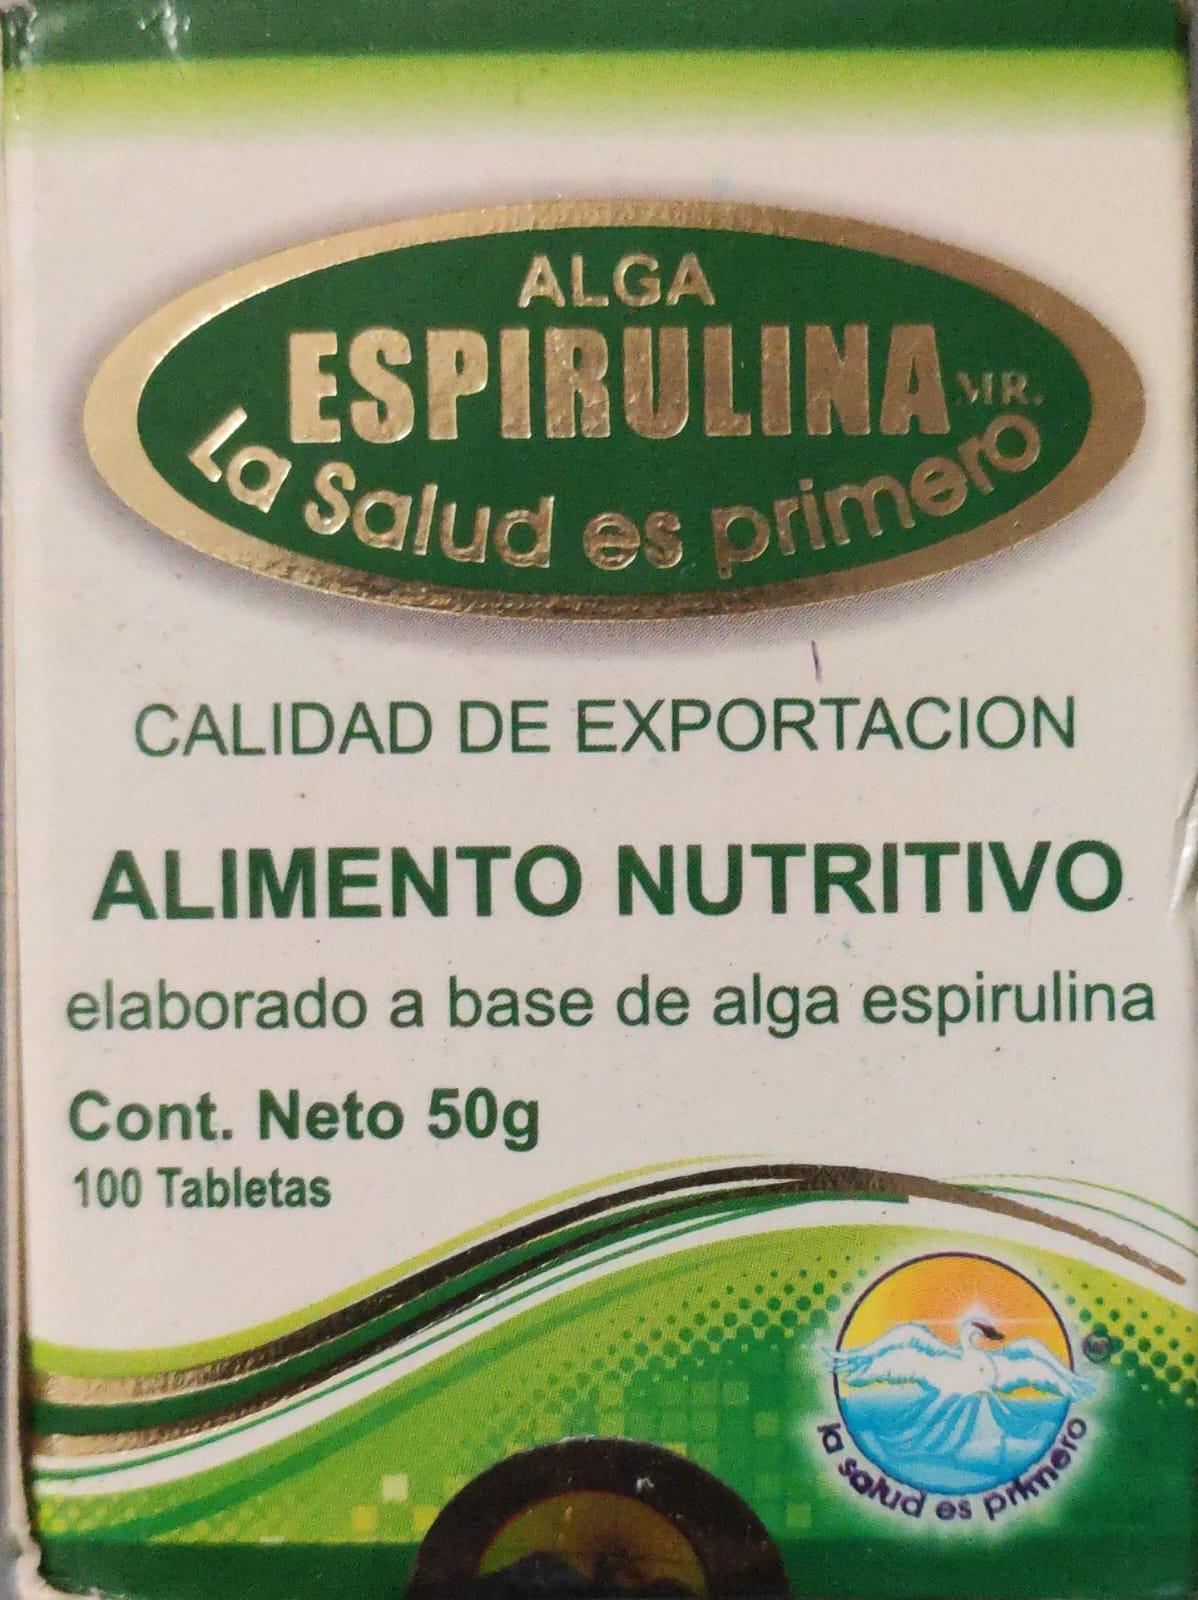 ALGA
ESPIRULINA MR.
La Salud es primero
CALIDAD DE EXPORTACION
ALIMENTO NUTRITIVO
elaborado a base de alga espirulina
Cont. Neto 50g
100 Tabletas
la salud es primero